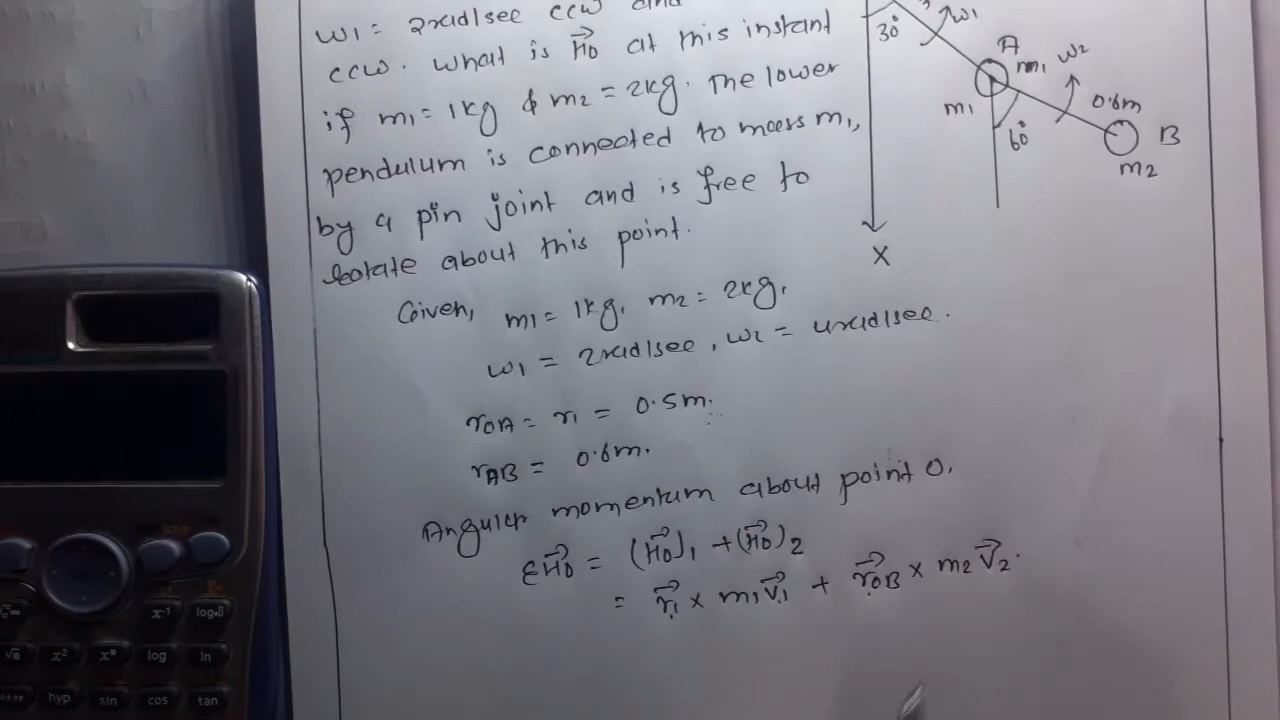 w1 = 2rad/sec ccw and
ccw. What is H⃗o at this instant
if m1 = 1kg & m2 = 2kg. The lower
pendulum is connected to mass m1,
by a pin joint and is free to
rotate about this point.
30°
w1
A
m1
w2
m1
0.6m
60°
B
m2
X
Given, m1 = 1kg, m2 = 2kg,
w1 = 2rad/sec, w2 = 4rad/sec.
rOA = r1 = 0.5m.
rAB = 0.6m.
Angular momentum about point O.
ΣH⃗o = (H⃗o)1 + (H⃗o)2
= r⃗1 × m1v⃗1 + r⃗OB × m2v⃗2.
x⁻¹
log
x²
log
ln
hyp
sin
cos
tan